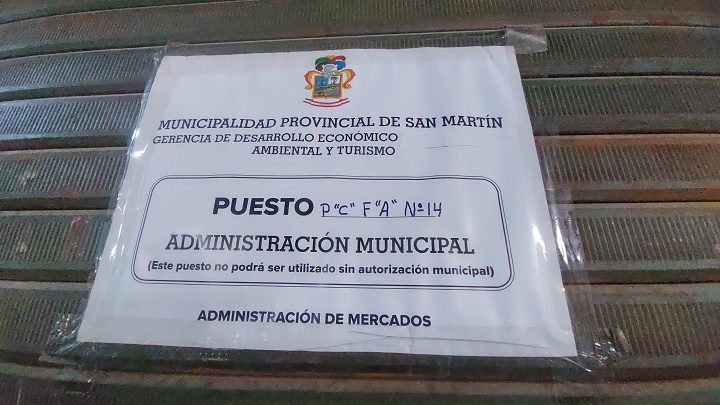 MUNICIPALIDAD PROVINCIAL DE SAN MARTÍN
GERENCIA DE DESARROLLO ECONÓMICO
AMBIENTAL Y TURISMO
PUESTO P"C" F"A" Nº14
ADMINISTRACIÓN MUNICIPAL
(Este puesto no podrá ser utilizado sin autorización municipal)
ADMINISTRACIÓN DE MERCADOS